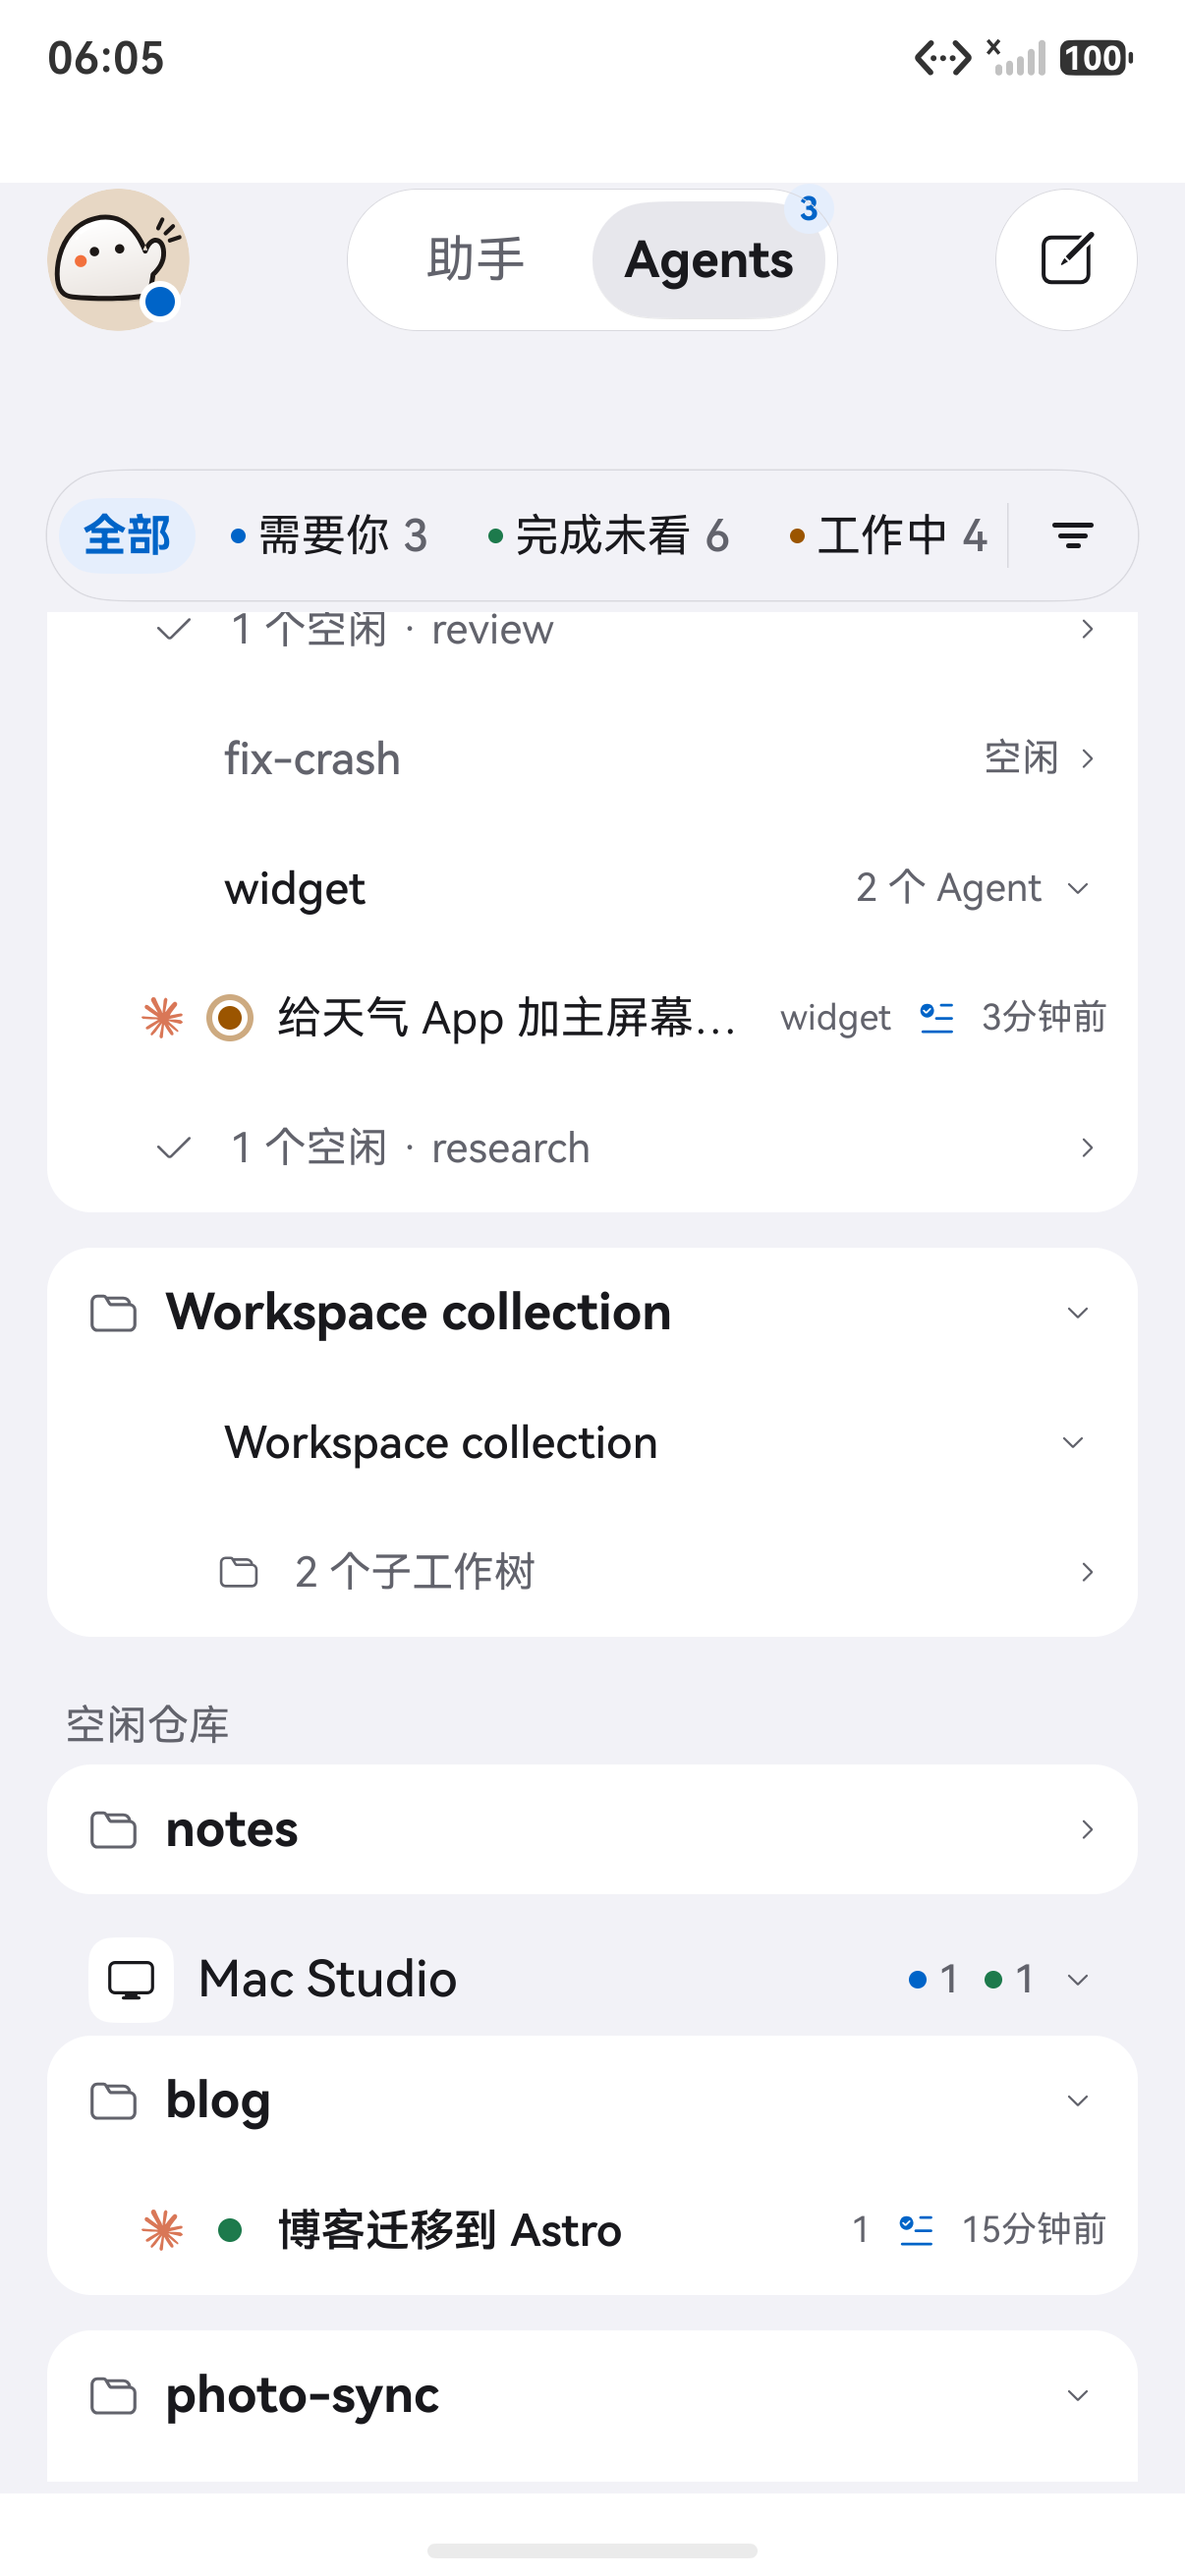 06:05
100
助手
Agents
3
全部
需要你 3
完成未看 6
工作中 4
1 个空闲 · review
fix-crash
空闲
widget
2 个 Agent
给天气 App 加主屏幕...
widget
3分钟前
1 个空闲 · research
Workspace collection
Workspace collection
2 个子工作树
空闲仓库
notes
Mac Studio
1
1
blog
博客迁移到 Astro
1
15分钟前
photo-sync